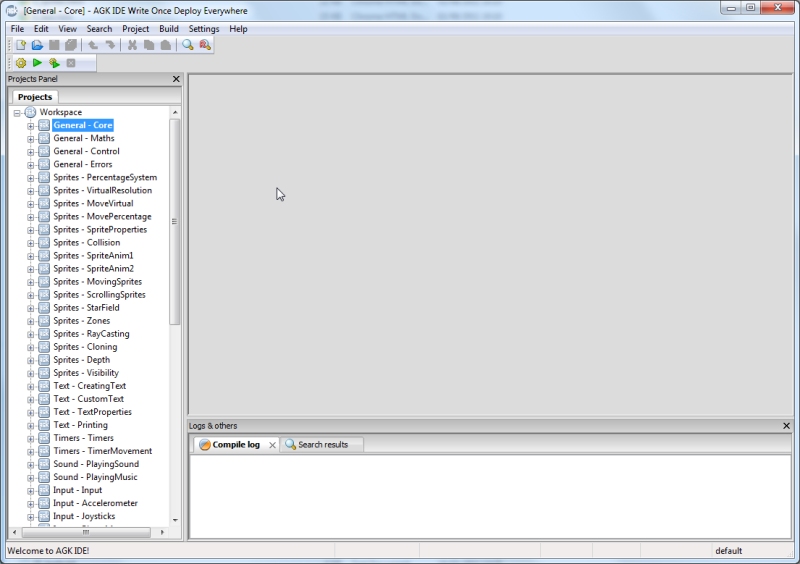 [General - Core] - AGK IDE Write Once Deploy Everywhere
File Edit View Search Project Build Settings Help
Projects Panel
Projects
Workspace
General - Core
General - Maths
General - Control
General - Errors
Sprites - PercentageSystem
Sprites - VirtualResolution
Sprites - MoveVirtual
Sprites - MovePercentage
Sprites - SpriteProperties
Sprites - Collision
Sprites - SpriteAnim1
Sprites - SpriteAnim2
Sprites - MovingSprites
Sprites - ScrollingSprites
Sprites - StarField
Sprites - Zones
Sprites - RayCasting
Sprites - Cloning
Sprites - Depth
Sprites - Visibility
Text - CreatingText
Text - CustomText
Text - TextProperties
Text - Printing
Timers - Timers
Timers - TimerMovement
Sound - PlayingSound
Sound - PlayingMusic
Input - Input
Input - Accelerometer
Input - Joysticks
Logs & others
Compile log
Search results
Welcome to AGK IDE!
default